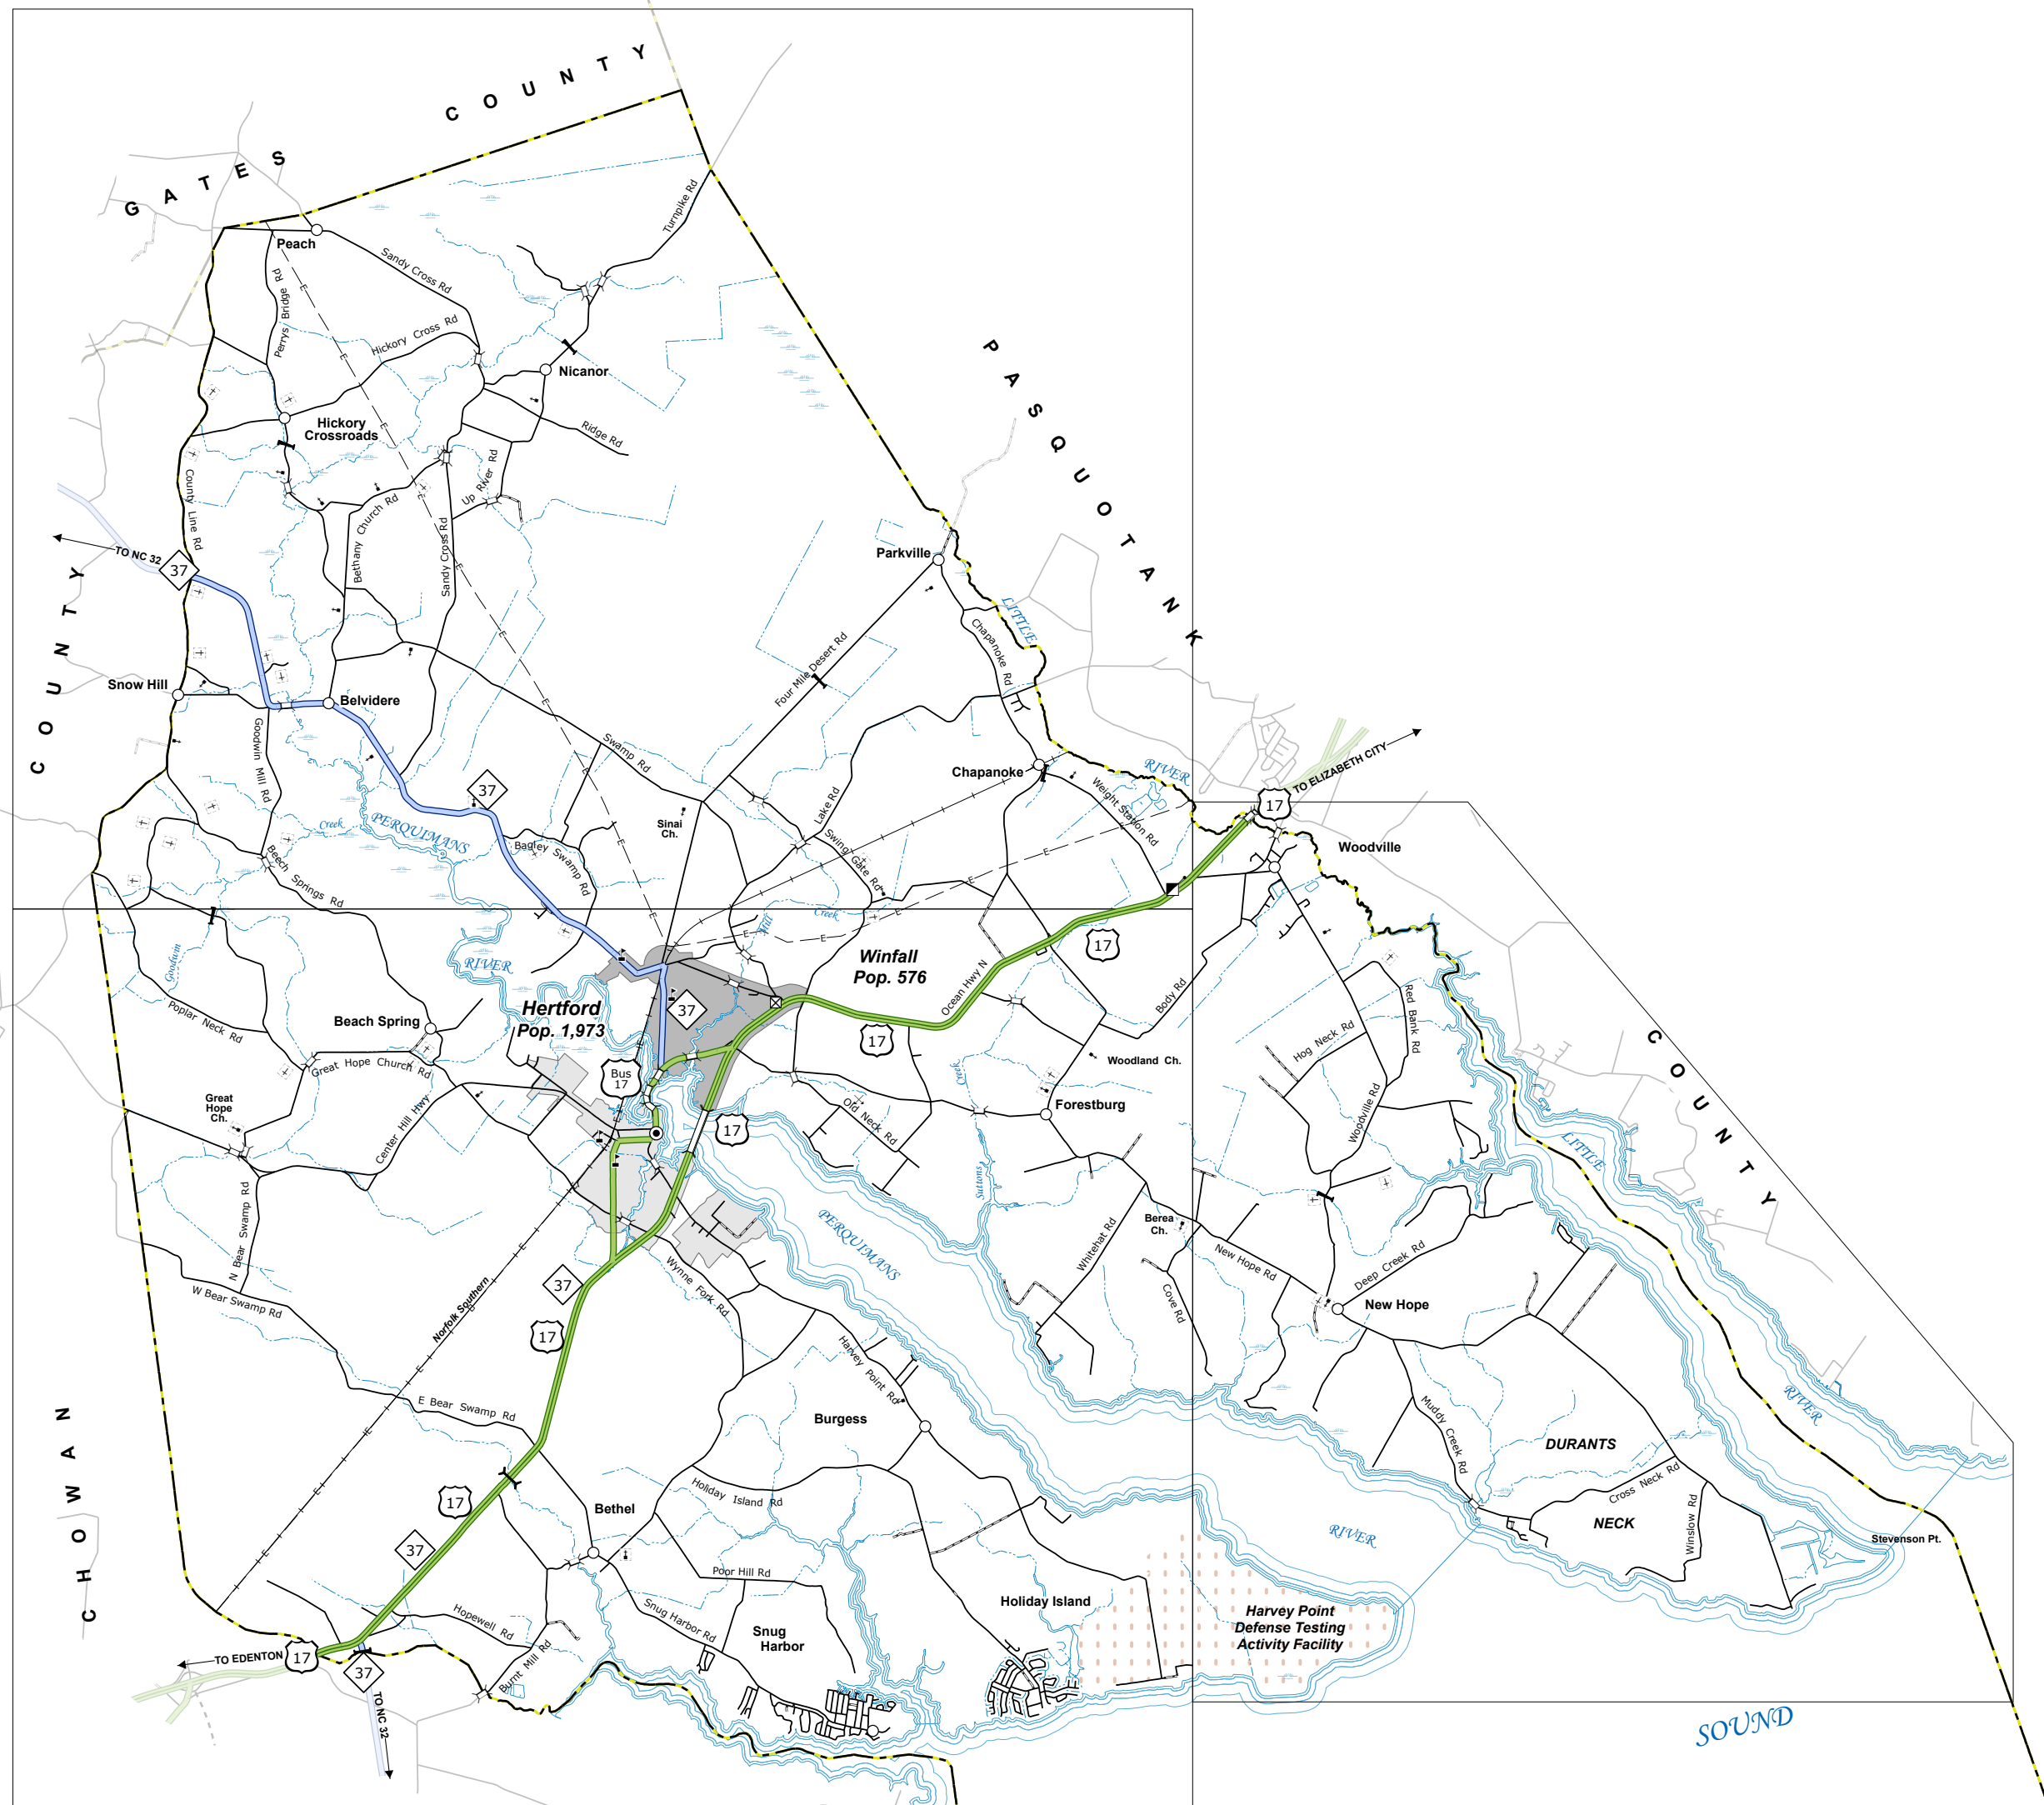 GATES COUNTY
Peach
Sandy Cross Rd
Turnpike Rd
Perrys Bridge Rd
Hickory Cross Rd
Nicanor
Hickory
Crossroads
Ridge Rd
PASQUOTANK
County Line Rd
Up River Rd
Bethany Church Rd
Sandy Cross Rd
TO NC 32
37
Parkville
LITTLE
Chapanoke Rd
COUNTY
Four Mile Desert Rd
Snow Hill
Belvidere
Goodwin Mill Rd
Swamp Rd
Chapanoke
RIVER
Weight Station Rd
TO ELIZABETH CITY
17
37
Lake Rd
Sinai
Ch.
Creek
PERQUIMANS
Bagley Swamp Rd
Swing Gate Rd
Woodville
Beech Springs Rd
Creek
Mill
Goodwin
RIVER
Winfall
Pop. 576
17
Ocean Hwy N
Body Rd
Red Bank Rd
Poplar Neck Rd
Beach Spring
Hertford
Pop. 1,973
37
17
Hog Neck Rd
COUNTY
Great Hope Church Rd
Bus
17
Woodland Ch.
Creek
Great
Hope
Ch.
Center Hill Hwy
17
Old Neck Rd
Forestburg
Woodville Rd
LITTLE
N Bear Swamp Rd
Suttons
PERQUIMANS
Whitehat Rd
Berea
Ch.
New Hope Rd
Deep Creek Rd
W Bear Swamp Rd
37
Wynne Fork Rd
Cove Rd
New Hope
Norfolk Southern
17
Harvey Point Rd
E Bear Swamp Rd
Burgess
Muddy Creek Rd
RIVER
DURANTS
CHOWAN
17
Bethel
Holiday Island Rd
Cross Neck Rd
Winslow Rd
NECK
37
RIVER
Stevenson Pt.
Poor Hill Rd
Holiday Island
Hopewell Rd
Snug Harbor Rd
Snug
Harbor
Harvey Point
Defense Testing
Activity Facility
TO EDENTON
17
37
Burnt Mill Rd
TO NC 32
SOUND